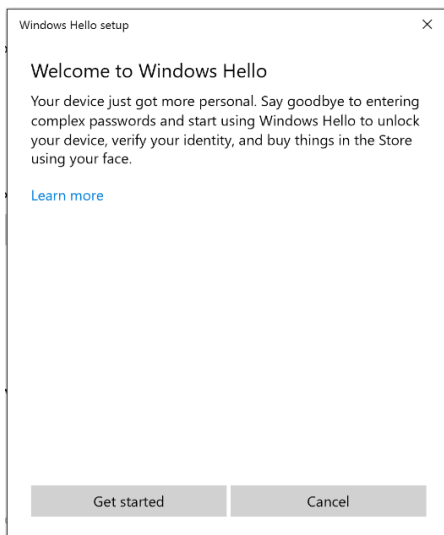 Windows Hello setup
Welcome to Windows Hello
Your device just got more personal. Say goodbye to entering
complex passwords and start using Windows Hello to unlock
your device, verify your identity, and buy things in the Store
using your face.
Learn more
Get started
Cancel